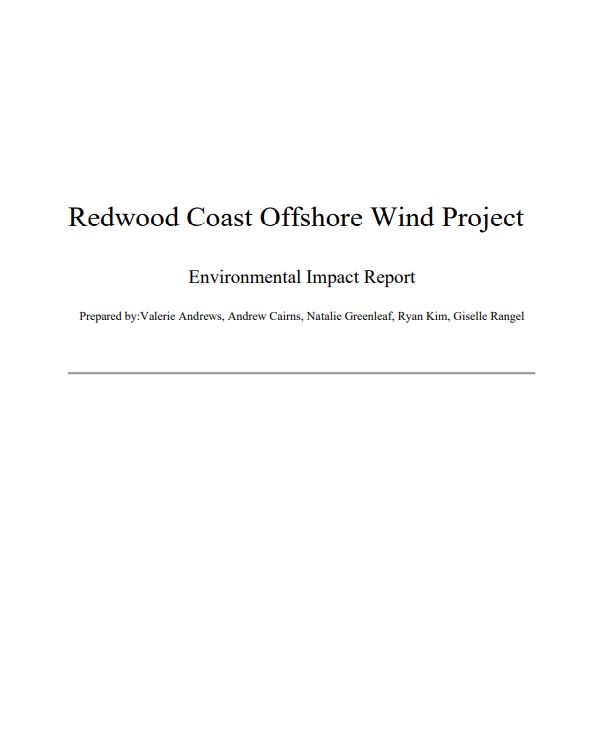 Redwood Coast Offshore Wind Project
Environmental Impact Report
Prepared by:Valerie Andrews, Andrew Cairns, Natalie Greenleaf, Ryan Kim, Giselle Rangel